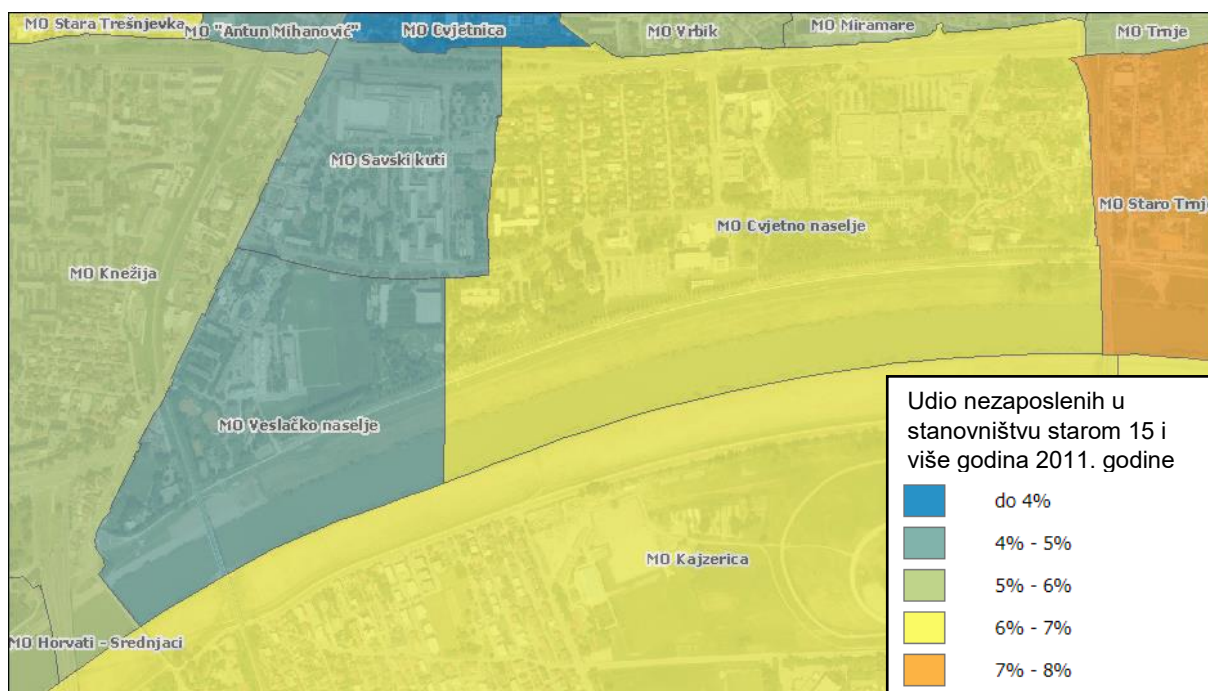 MO Stara Trešnjevka
MO "Antun Mihanović"
MO Cvjetnica
MO Vrbik
MO Miramare
MO Trnje
MO Savski kuti
MO Cvjetno naselje
MO Staro Trnje
MO Knežija
MO Veslačko naselje
MO Kajzerica
MO Horvati - Srednjaci
Udio nezaposlenih u
stanovništvu starom 15 i
više godina 2011. godine
do 4%
4% - 5%
5% - 6%
6% - 7%
7% - 8%